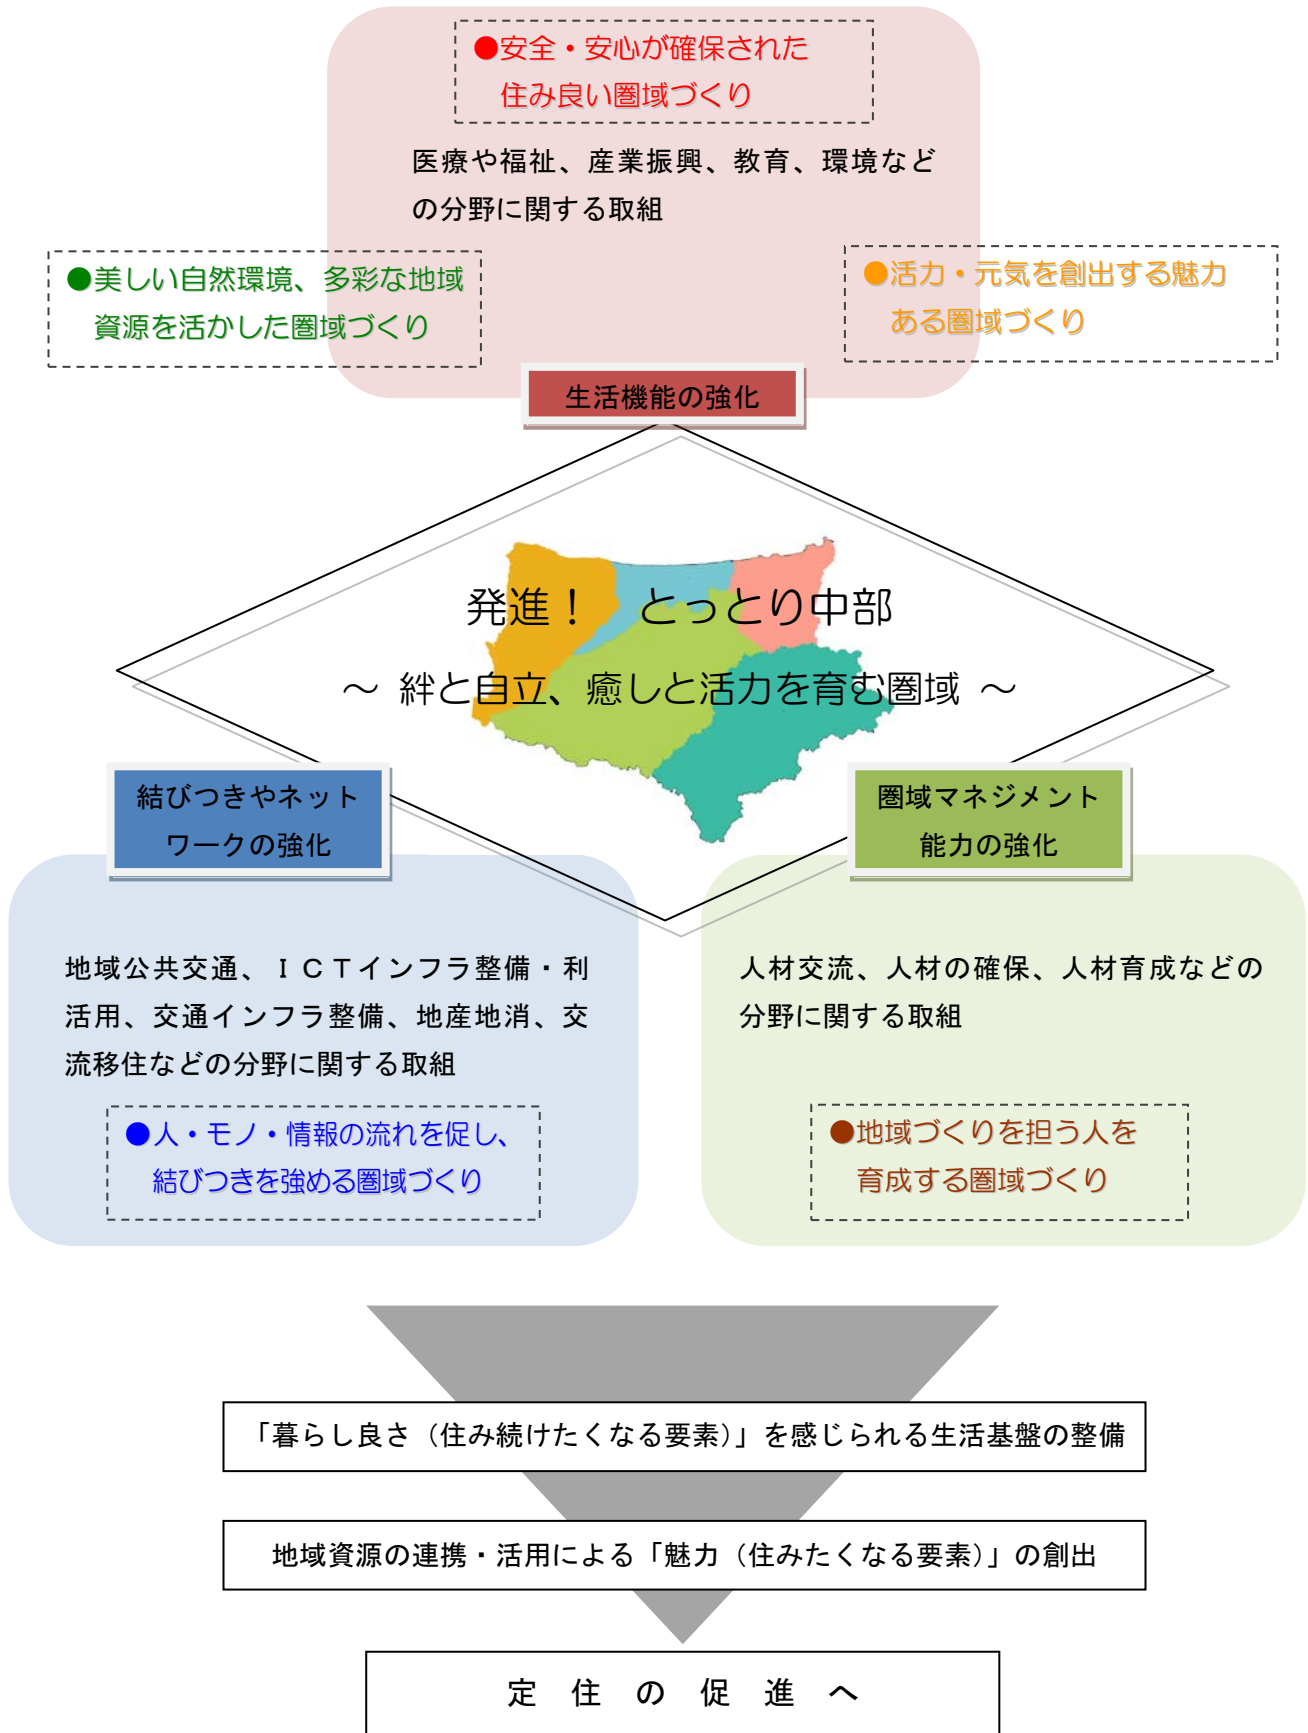 ●安全・安心が確保された
住み良い圏域づくり
医療や福祉、産業振興、教育、環境など
の分野に関する取組
●美しい自然環境、多彩な地域
資源を活かした圏域づくり
●活力・元気を創出する魅力
ある圏域づくり
生活機能の強化
発進！　とっとり中部
～ 絆と自立、癒しと活力を育む圏域 ～
結びつきやネット
ワークの強化
圏域マネジメント
能力の強化
地域公共交通、ＩＣＴインフラ整備・利
活用、交通インフラ整備、地産地消、交
流移住などの分野に関する取組
●人・モノ・情報の流れを促し、
結びつきを強める圏域づくり
人材交流、人材の確保、人材育成などの
分野に関する取組
●地域づくりを担う人を
育成する圏域づくり
「暮らし良さ（住み続けたくなる要素）」を感じられる生活基盤の整備
地域資源の連携・活用による「魅力（住みたくなる要素）」の創出
定　住　の　促　進　へ